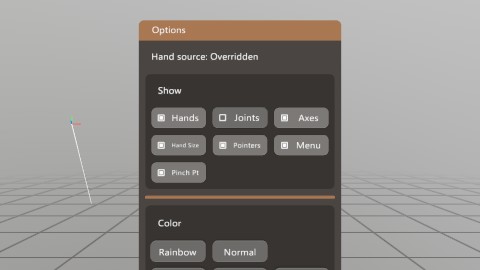 Options
Hand source: Overridden
Show
Hands Joints Axes
Hand Size Pointers Menu
Pinch Pt
Color
Rainbow Normal